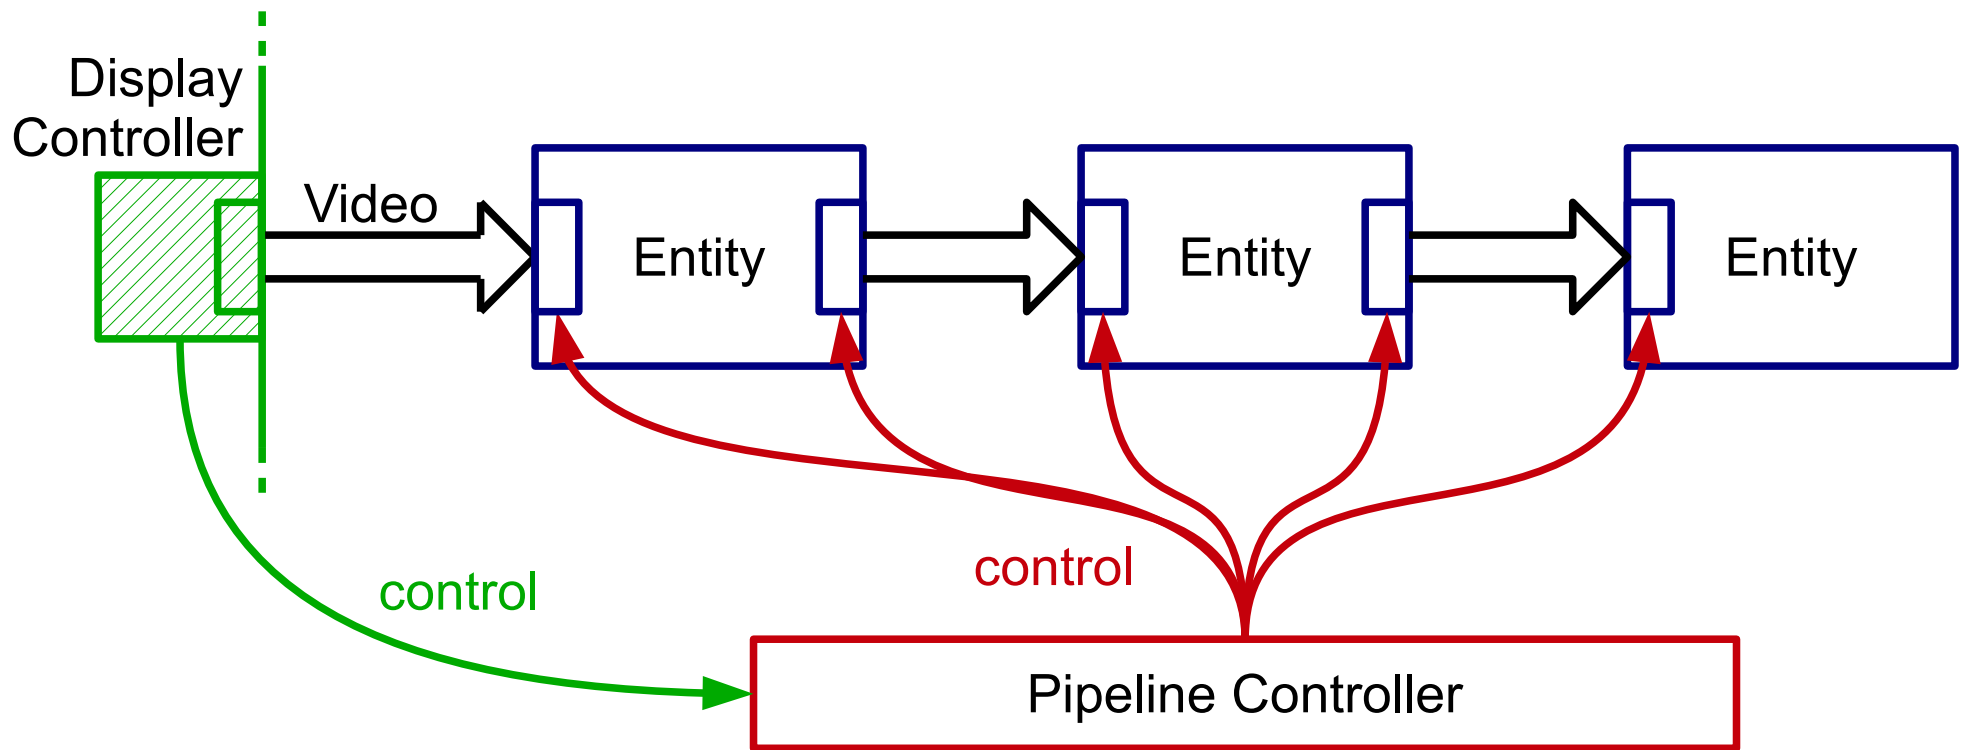 Display
Controller
Video
Entity
Entity
Entity
control
control
Pipeline Controller